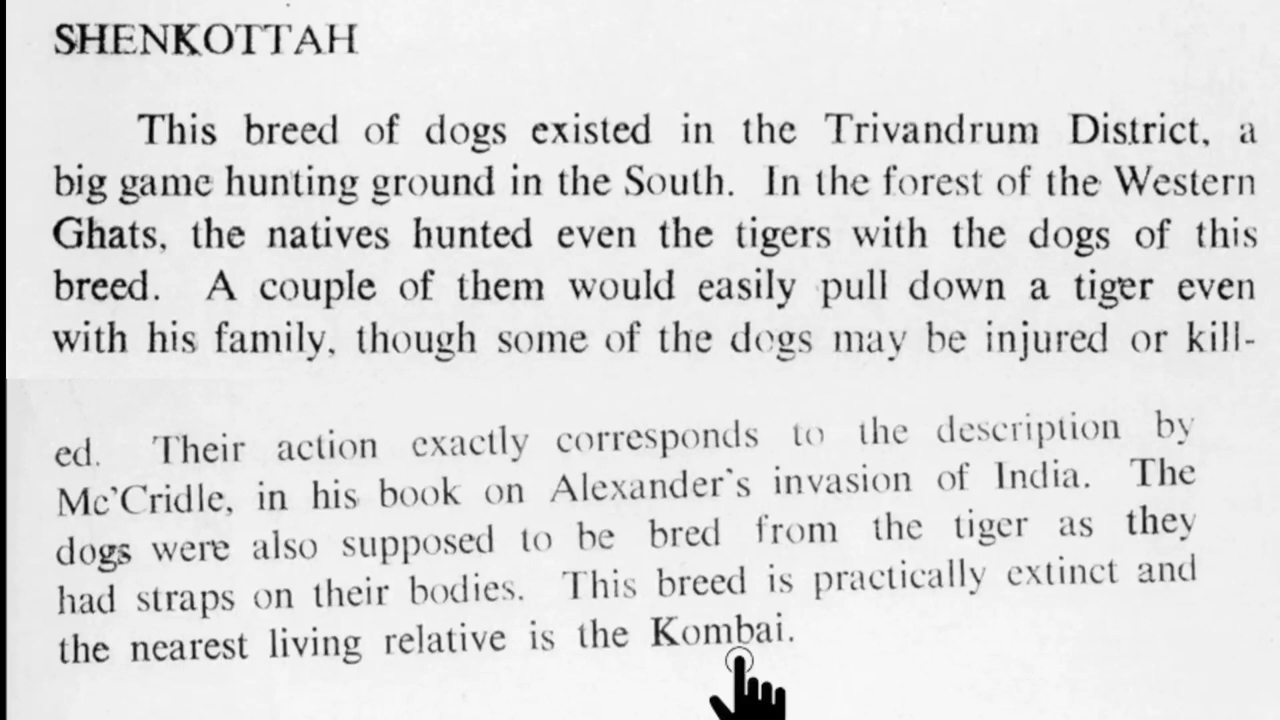 SHENKOTTAH
This breed of dogs existed in the Trivandrum District, a
big game hunting ground in the South. In the forest of the Western
Ghats, the natives hunted even the tigers with the dogs of this
breed. A couple of them would easily pull down a tiger even
with his family, though some of the dogs may be injured or kill-
ed. Their action exactly corresponds to the description by
Mc'Cridle, in his book on Alexander's invasion of India. The
dogs were also supposed to be bred from the tiger as they
had straps on their bodies. This breed is practically extinct and
the nearest living relative is the Kombai.